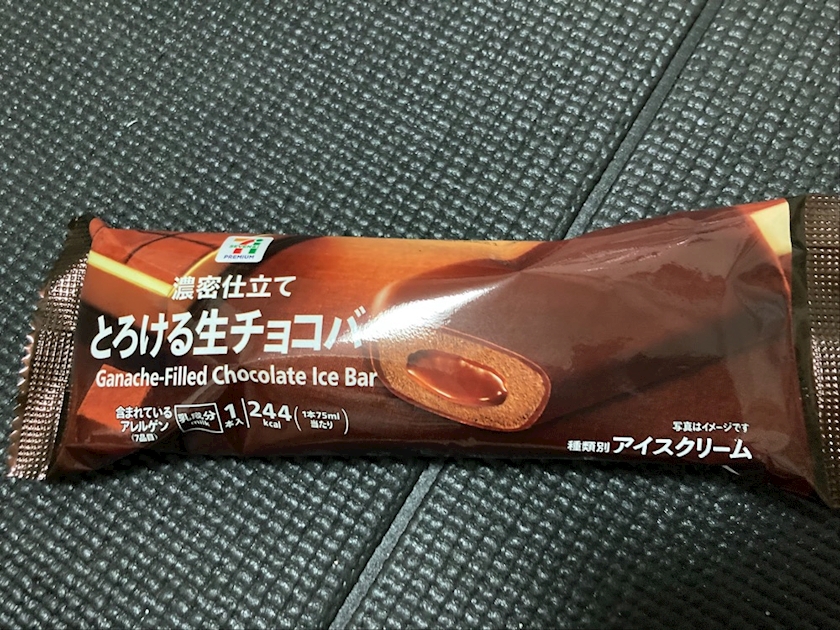 7 ELEVEN
PREMIUM
濃密仕立て
とろける生チョコバー
Ganache-Filled Chocolate Ice Bar
含まれている
アレルゲン
(7品目)
乳成分
milk
1
本入
244
kcal
(1本75ml
当たり)
写真はイメージです
種類別 アイスクリーム